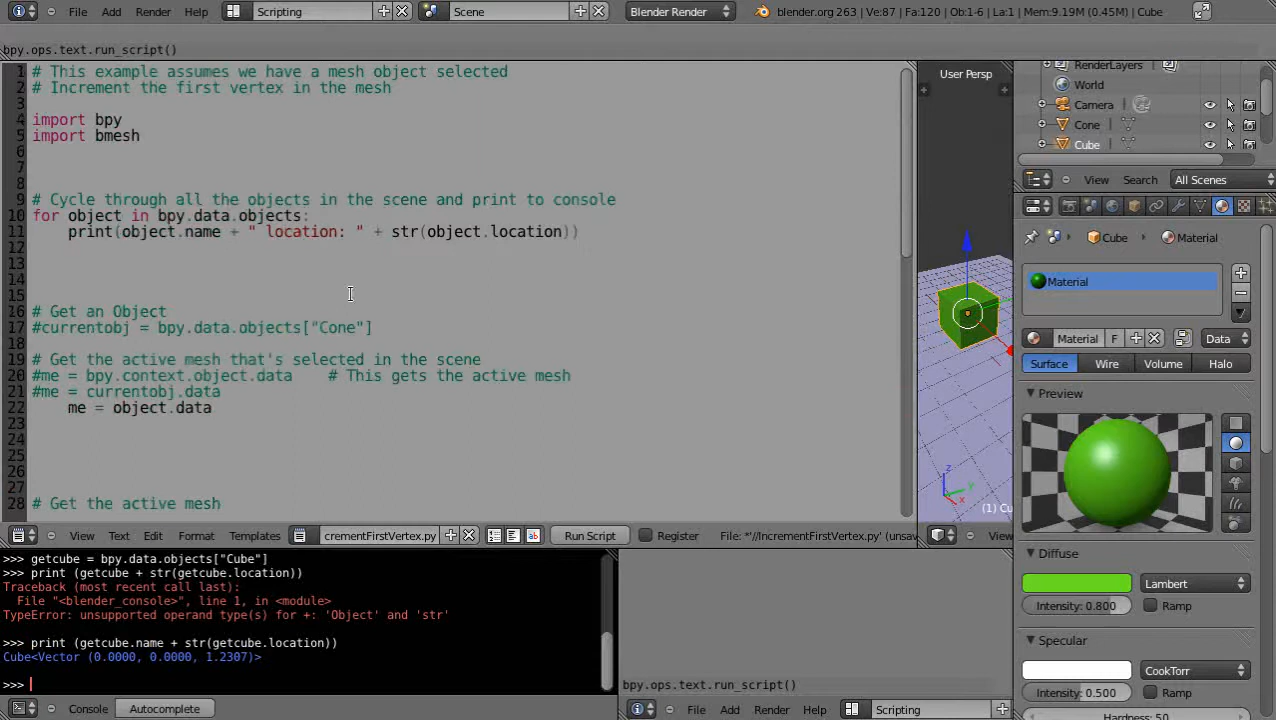 File Add Render Help Scripting Scene Blender Render blender.org 263 | Ve:87 | Fa:120 | Ob:1-6 | La:1 | Mem:9.19M (0.45M) | Cube
bpy.ops.text.run_script()
1 # This example assumes we have a mesh object selected
2 # Increment the first vertex in the mesh
3
4 import bpy
5 import bmesh
6
7
8
9 # Cycle through all the objects in the scene and print to console
10 for object in bpy.data.objects:
11 print(object.name + " location: " + str(object.location))
12
13
14
15
16 # Get an Object
17 #currentobj = bpy.data.objects["Cone"]
18
19 # Get the active mesh that's selected in the scene
20 #me = bpy.context.object.data # This gets the active mesh
21 #me = currentobj.data
22 me = object.data
23
24
25
26
27
28 # Get the active mesh
View Text Edit Format Templates crementFirstVertex.py Run Script Register File: *'//IncrementFirstVertex.py (unsav
>>> getcube = bpy.data.objects["Cube"]
>>> print (getcube + str(getcube.location))
Traceback (most recent call last):
File "<blender_console>", line 1, in <module>
TypeError: unsupported operand type(s) for +: 'Object' and 'str'
>>> print (getcube.name + str(getcube.location))
Cube<Vector (0.0000, 0.0000, 1.2307)>
>>>
Console Autocomplete
User Persp
z
y
x
(1) Cu
View
bpy.ops.text.run_script()
File Add Render Help Scripting
RenderLayers
World
Camera
Cone
Cube
View Search All Scenes
Cube Material
Material
Material F Data
Surface Wire Volume Halo
Preview
Diffuse
Lambert
Intensity: 0.800 Ramp
Specular
CookTorr
Intensity: 0.500 Ramp
Hardness: 50